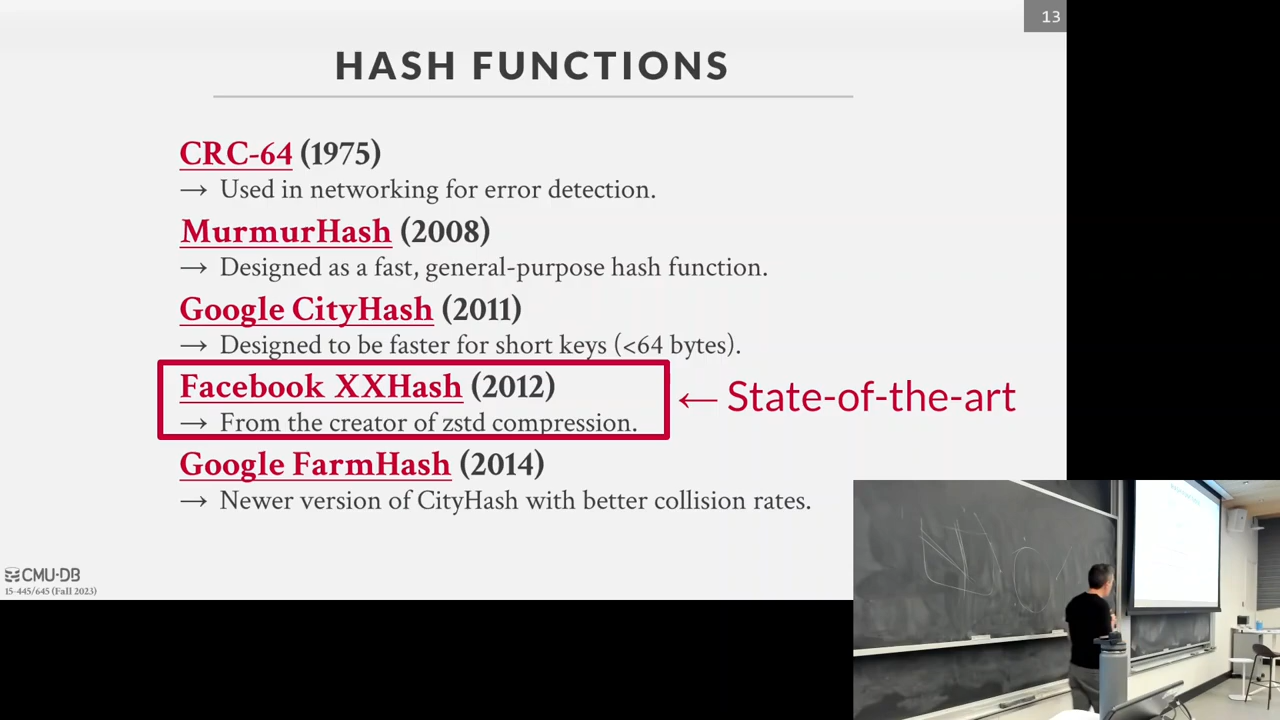 13
HASH FUNCTIONS
CRC-64 (1975)
→ Used in networking for error detection.
MurmurHash (2008)
→ Designed as a fast, general-purpose hash function.
Google CityHash (2011)
→ Designed to be faster for short keys (<64 bytes).
Facebook XXHash (2012)
← State-of-the-art
→ From the creator of zstd compression.
Google FarmHash (2014)
→ Newer version of CityHash with better collision rates.
CMU·DB
15-445/645 (Fall 2023)